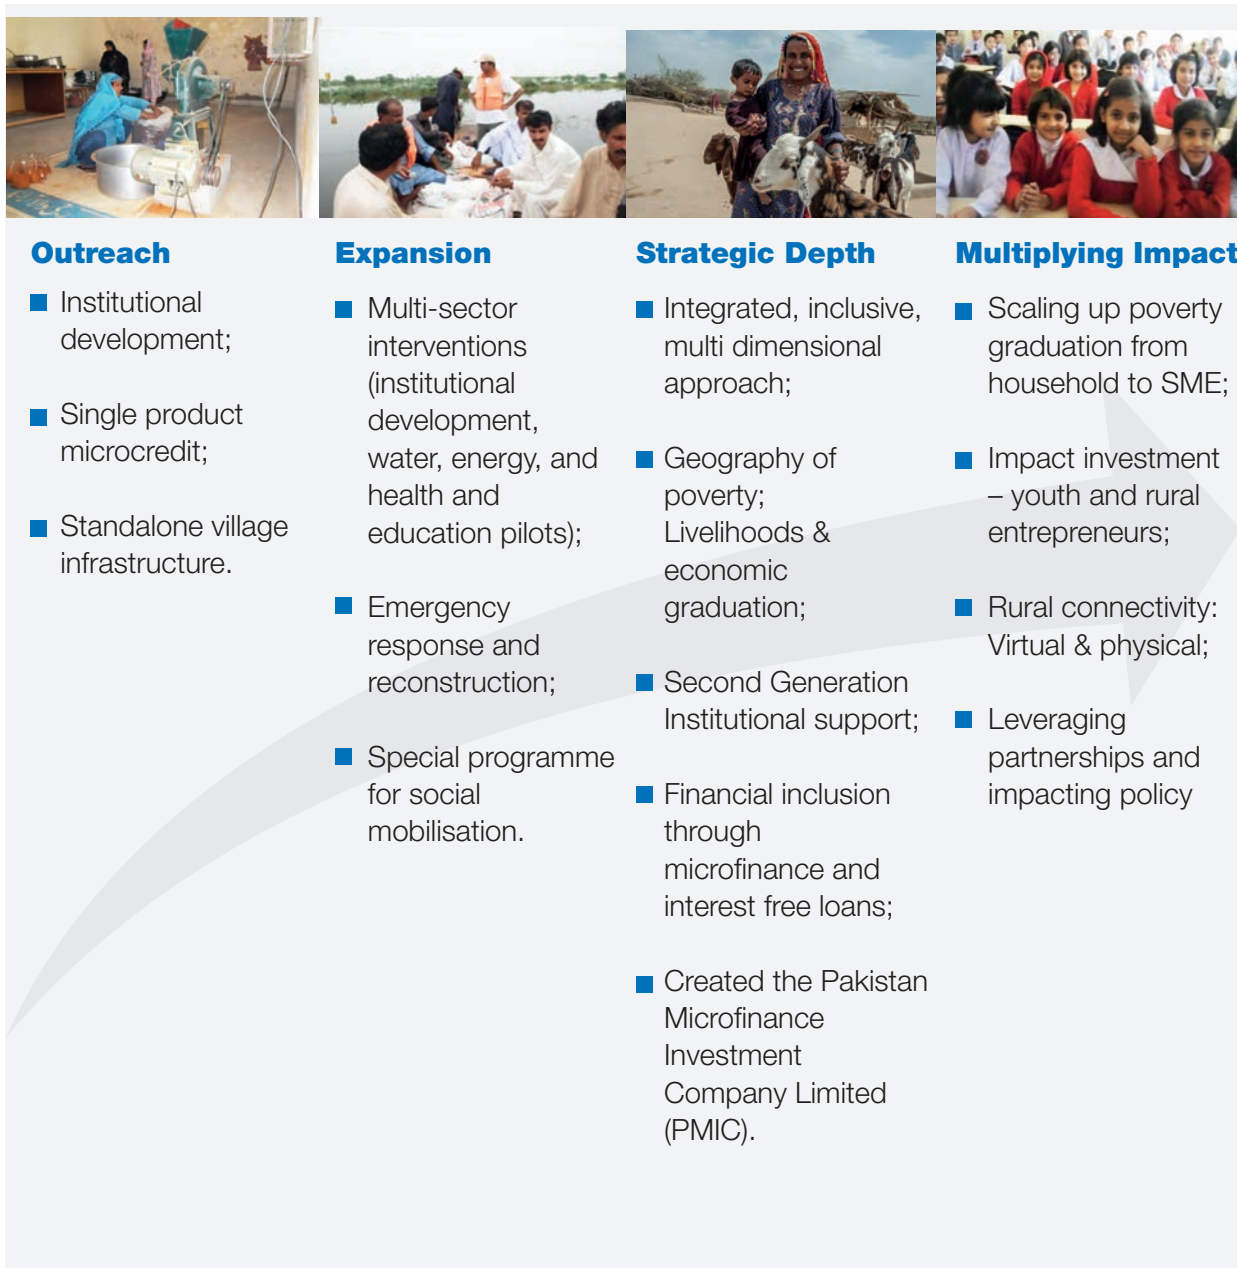 Outreach
Institutional
development;
Single product
microcredit;
Standalone village
infrastructure.
Expansion
Multi-sector
interventions
(institutional
development,
water, energy, and
health and
education pilots);
Emergency
response and
reconstruction;
Special programme
for social
mobilisation.
Strategic Depth
Integrated, inclusive,
multi dimensional
approach;
Geography of
poverty;
Livelihoods &
economic
graduation;
Second Generation
Institutional support;
Financial inclusion
through
microfinance and
interest free loans;
Created the Pakistan
Microfinance
Investment
Company Limited
(PMIC).
Multiplying Impact
Scaling up poverty
graduation from
household to SME;
Impact investment
– youth and rural
entrepreneurs;
Rural connectivity:
Virtual & physical;
Leveraging
partnerships and
impacting policy